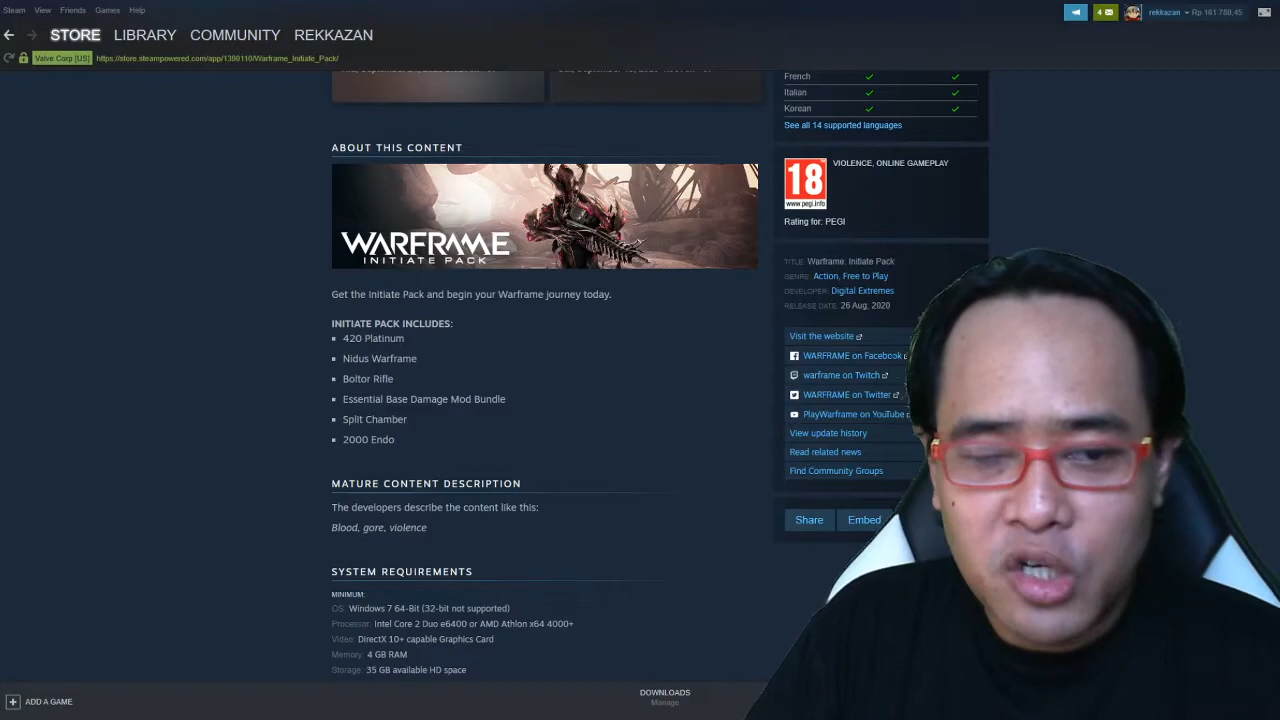 Steam View Friends Games Help
4 rekkazan Rp 161.780,45
STORE LIBRARY COMMUNITY REKKAZAN
Valve Corp [US] https://store.steampowered.com/app/1390110/Warframe_Initiate_Pack/
French
Italian
Korean
See all 14 supported languages
ABOUT THIS CONTENT
WARFRAME
INITIATE PACK
Get the Initiate Pack and begin your Warframe journey today.
INITIATE PACK INCLUDES:
420 Platinum
Nidus Warframe
Boltor Rifle
Essential Base Damage Mod Bundle
Split Chamber
2000 Endo
MATURE CONTENT DESCRIPTION
The developers describe the content like this:
Blood, gore, violence
SYSTEM REQUIREMENTS
MINIMUM:
OS: Windows 7 64-Bit (32-bit not supported)
Processor: Intel Core 2 Duo e6400 or AMD Athlon x64 4000+
Video: DirectX 10+ capable Graphics Card
Memory: 4 GB RAM
Storage: 35 GB available HD space
18
www.pegi.info
VIOLENCE, ONLINE GAMEPLAY
Rating for: PEGI
TITLE: Warframe: Initiate Pack
GENRE: Action, Free to Play
DEVELOPER: Digital Extremes
RELEASE DATE: 26 Aug, 2020
Visit the website
WARFRAME on Facebook
warframe on Twitch
WARFRAME on Twitter
PlayWarframe on YouTube
View update history
Read related news
Find Community Groups
Share Embed
ADD A GAME
DOWNLOADS
Manage